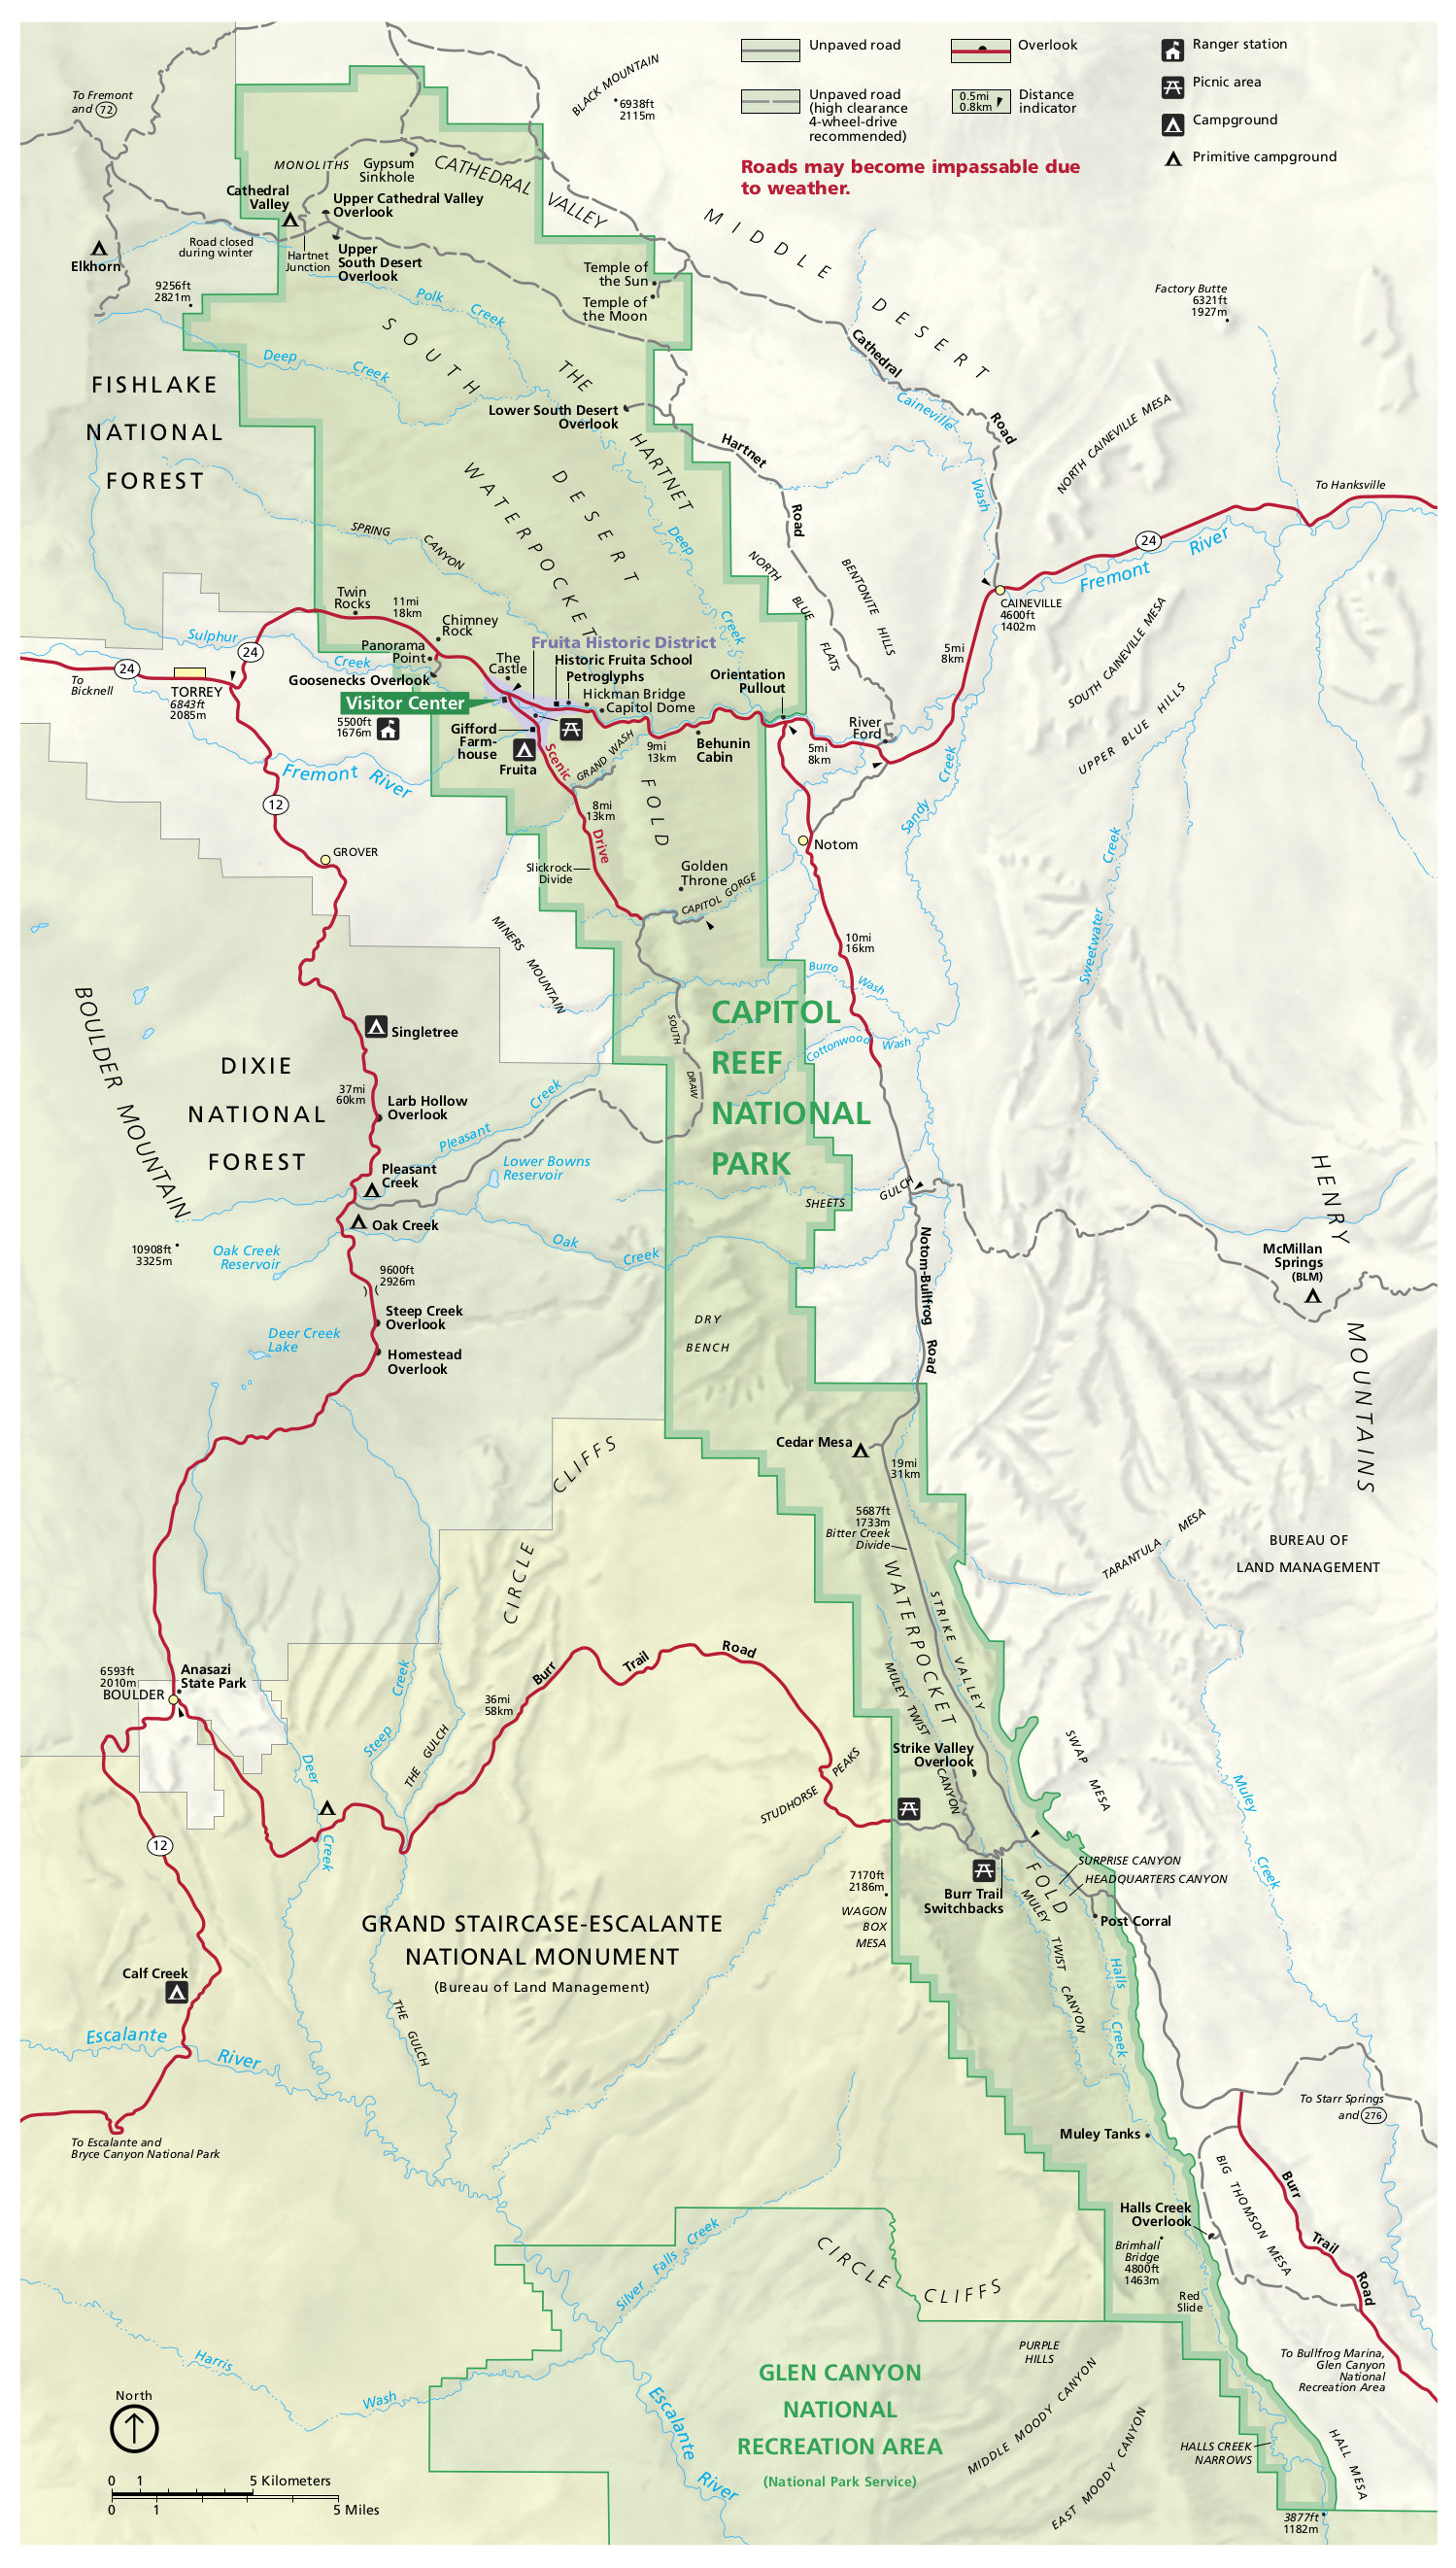 Unpaved road
Overlook
Ranger station
Unpaved road
(high clearance
4-wheel-drive
recommended)
0.5mi
0.8km
Distance
indicator
Picnic area
Campground
Primitive campground
Roads may become impassable due
to weather.
To Fremont
and 72
BLACK MOUNTAIN
6938ft
2115m
MONOLITHS
Gypsum
Sinkhole
CATHEDRAL
VALLEY
Cathedral
Valley
Upper Cathedral Valley
Overlook
Road closed
during winter
Hartnet
Junction
Upper
South Desert
Overlook
Elkhorn
9256ft
2821m
Temple of
the Sun
Temple of
the Moon
MIDDLE DESERT
Factory Butte
6321ft
1927m
Polk Creek
Deep Creek
SOUTH
DESERT
THE
HARTNET
Cathedral Road
Caineville Wash
NORTH CAINEVILLE MESA
FISHLAKE
NATIONAL
FOREST
Lower South Desert
Overlook
Hartnet Road
WATERPOCKET
FOLD
Deep Creek
SPRING CANYON
NORTH BLUE FLATS
BENTONITE HILLS
To Hanksville
24
Fremont River
CAINEVILLE
4600ft
1402m
SOUTH CAINEVILLE MESA
UPPER BLUE HILLS
5mi
8km
Twin
Rocks
11mi
18km
Chimney
Rock
Sulphur Creek
24
24
To
Bicknell
TORREY
6843ft
2085m
Panorama
Point
Goosenecks Overlook
The
Castle
Fruita Historic District
Historic Fruita School
Petroglyphs
Hickman Bridge
Capitol Dome
Orientation
Pullout
Visitor Center
5500ft
1676m
Gifford
Farm-
house
Fruita
GRAND WASH
9mi
13km
Behunin
Cabin
5mi
8km
River
Ford
Fremont River
Scenic Drive
8mi
13km
Sandy Creek
12
GROVER
Slickrock
Divide
Golden
Throne
CAPITOL GORGE
Notom
MINERS MOUNTAIN
10mi
16km
Sweetwater Creek
Burro Wash
Cottonwood Wash
BOULDER MOUNTAIN
Singletree
CAPITOL
REEF
NATIONAL
PARK
SOUTH DRAW
DIXIE
NATIONAL
FOREST
37mi
60km
Larb Hollow
Overlook
Pleasant Creek
Lower Bowns
Reservoir
Pleasant
Creek
Oak Creek
SHEETS
GULCH
10908ft
3325m
Oak Creek
Reservoir
Oak Creek
Notom-Bullfrog Road
HENRY
MOUNTAINS
McMillan
Springs
(BLM)
9600ft
2926m
Steep Creek
Overlook
Homestead
Overlook
Deer Creek
Lake
DRY
BENCH
Cedar Mesa
19mi
31km
CIRCLE CLIFFS
5687ft
1733m
Bitter Creek
Divide
TARANTULA MESA
BUREAU OF
LAND MANAGEMENT
WATERPOCKET
FOLD
STRIKE VALLEY
MULEY TWIST CANYON
6593ft
2010m
BOULDER
Anasazi
State Park
Burr Trail Road
36mi
58km
Steep Creek
THE GULCH
Deer Creek
STUDHORSE PEAKS
Strike Valley
Overlook
SWAP MESA
Muley Creek
12
SURPRISE CANYON
HEADQUARTERS CANYON
Burr Trail
Switchbacks
Post Corral
7170ft
2186m
WAGON
BOX
MESA
MULEY TWIST CANYON
Halls Creek
GRAND STAIRCASE-ESCALANTE
NATIONAL MONUMENT
(Bureau of Land Management)
Calf Creek
Escalante River
THE GULCH
To Escalante and
Bryce Canyon National Park
To Starr Springs
and 276
Muley Tanks
BIG THOMSON MESA
Burr Trail Road
Halls Creek
Overlook
Brimhall
Bridge
4800ft
1463m
Red
Slide
Silver Falls Creek
CIRCLE CLIFFS
PURPLE
HILLS
To Bullfrog Marina,
Glen Canyon
National
Recreation Area
Harris Wash
GLEN CANYON
NATIONAL
RECREATION AREA
(National Park Service)
Escalante River
MIDDLE MOODY CANYON
EAST MOODY CANYON
HALLS CREEK
NARROWS
HALL MESA
3877ft
1182m
North
0 1 5 Kilometers
0 1 5 Miles